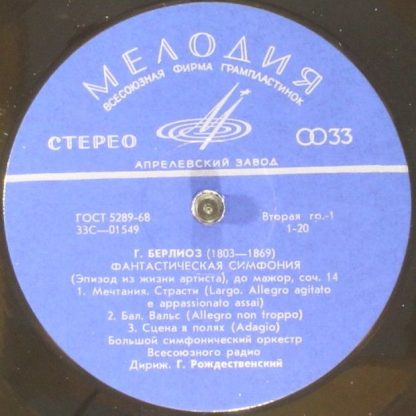 МЕЛОДИЯ
ВСЕСОЮЗНАЯ ФИРМА ГРАМПЛАСТИНОК
СТЕРЕО
33
АПРЕЛЕВСКИЙ ЗАВОД
ГОСТ 5289-68
Вторая гр.-1
33С—01549
1-20
Г. БЕРЛИОЗ (1803—1869)
ФАНТАСТИЧЕСКАЯ СИМФОНИЯ
(Эпизод из жизни артиста), до мажор, соч. 14
1. Мечтания. Страсти (Largo. Allegro agitato
e appassionato assai)
2. Бал. Вальс (Allegro non troppo)
3. Сцена в полях (Adagio)
Большой симфонический оркестр
Всесоюзного радио
Дириж. Г. Рождественский